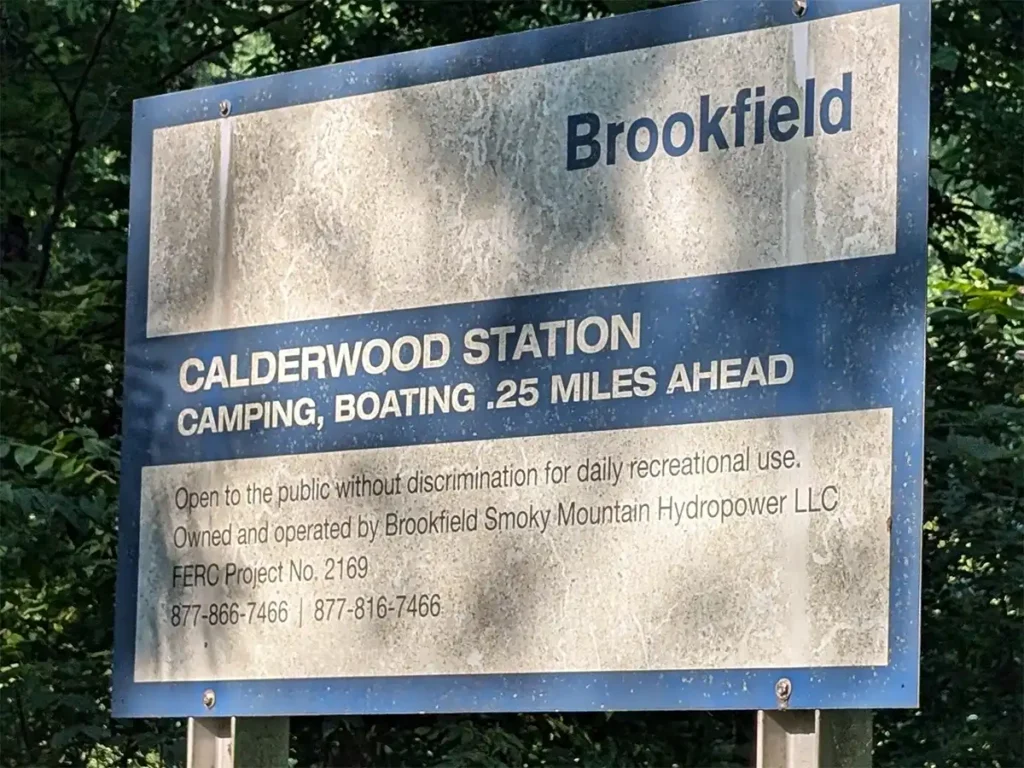 Brookfield
CALDERWOOD STATION
CAMPING, BOATING .25 MILES AHEAD
Open to the public without discrimination for daily recreational use.
Owned and operated by Brookfield Smoky Mountain Hydropower LLC
FERC Project No. 2169
877-866-7466 | 877-816-7466